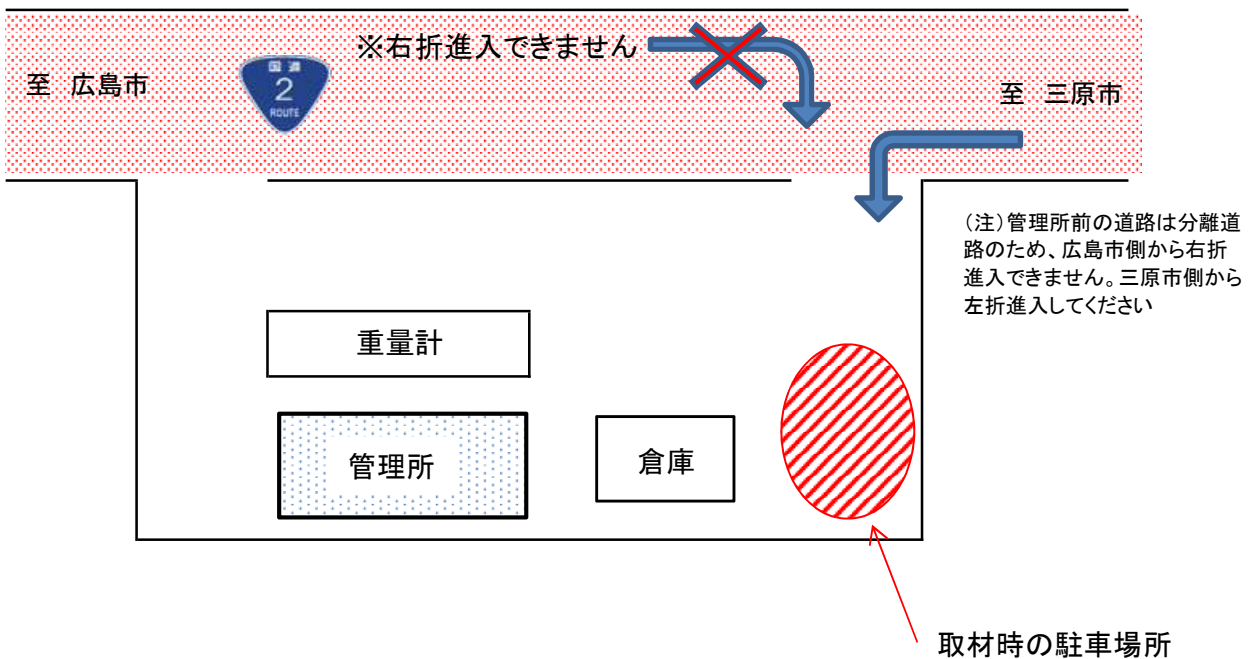 ※右折進入できません
至 広島市
国道
2
ROUTE
至 三原市
(注)管理所前の道路は分離道
路のため、広島市側から右折
進入できません。三原市側から
左折進入してください
重量計
管理所
倉庫
取材時の駐車場所